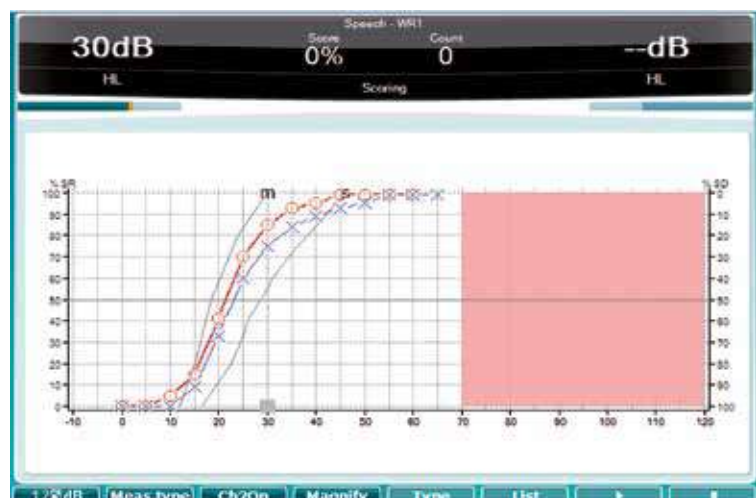 Speech - WR1
30dB Score Count --dB
0% 0
HL Scoring HL
% SR % SD
m s
100 0
90 10
80 20
70 30
60 40
50 50
40 60
30 70
20 80
10 90
0 100
-10 0 10 20 30 40 50 60 70 80 90 100 110 120
Meas type Ch2On Magnify Type List